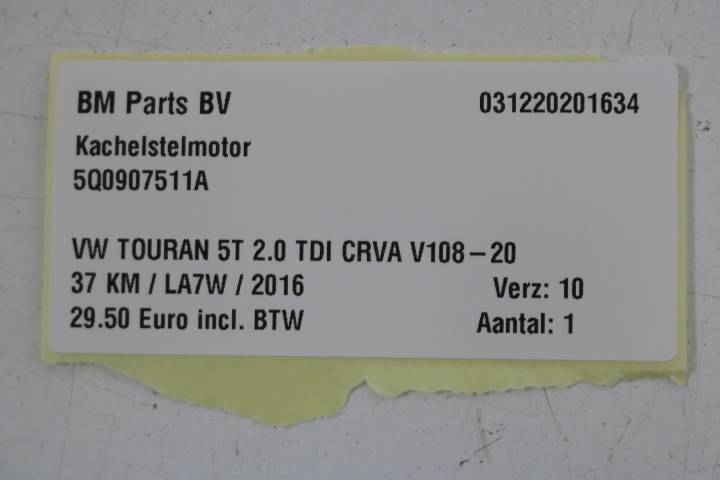 BM Parts BV 031220201634
Kachelstelmotor
5Q0907511A
VW TOURAN 5T 2.0 TDI CRVA V108-20
37 KM / LA7W / 2016 Verz: 10
29.50 Euro incl. BTW Aantal: 1